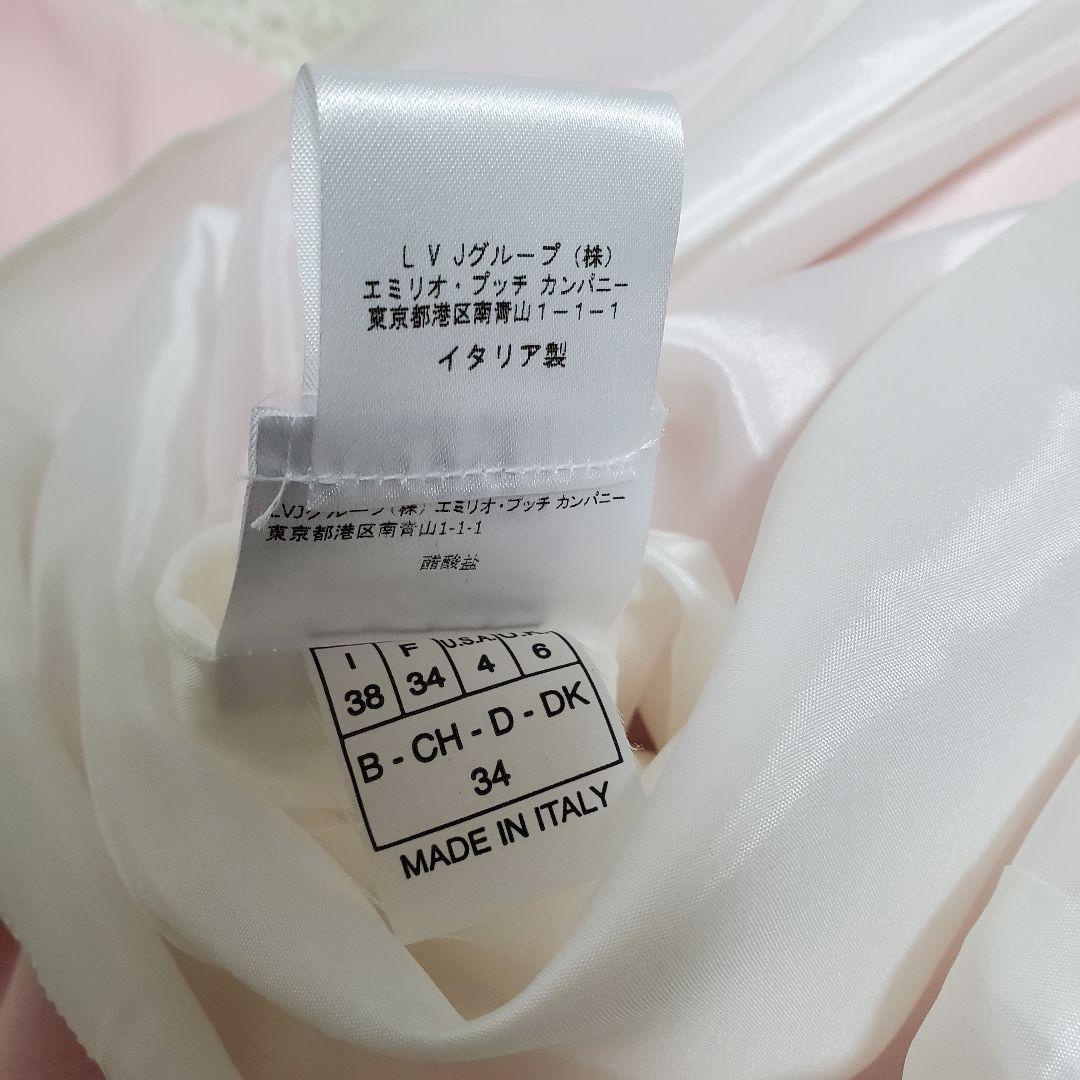 LVJグループ(株)
エミリオ・プッチ カンパニー
東京都港区南青山1-1-1
イタリア製
LVJグループ(株) エミリオ・プッチ カンパニー
東京都港区南青山1-1-1
醋酸盐
I F U.S.A.
38 34 4 6
B - CH - D - DK
34
MADE IN ITALY